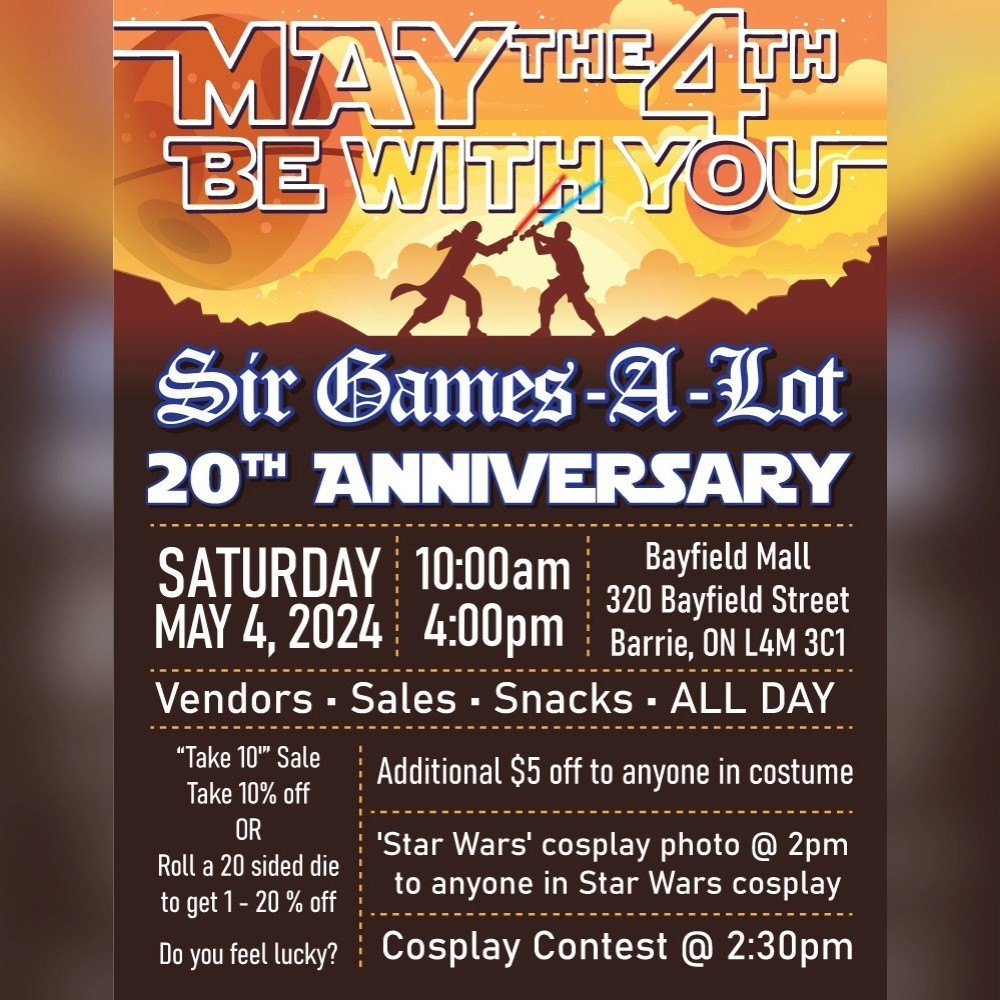 MAY THE 4TH
BE WITH YOU
Sir Games-A-Lot
20TH ANNIVERSARY
SATURDAY
MAY 4, 2024
10:00am
4:00pm
Bayfield Mall
320 Bayfield Street
Barrie, ON L4M 3C1
Vendors · Sales · Snacks · ALL DAY
“Take 10'” Sale
Take 10% off
OR
Roll a 20 sided die
to get 1 - 20 % off
Do you feel lucky?
Additional $5 off to anyone in costume
'Star Wars' cosplay photo @ 2pm
to anyone in Star Wars cosplay
Cosplay Contest @ 2:30pm